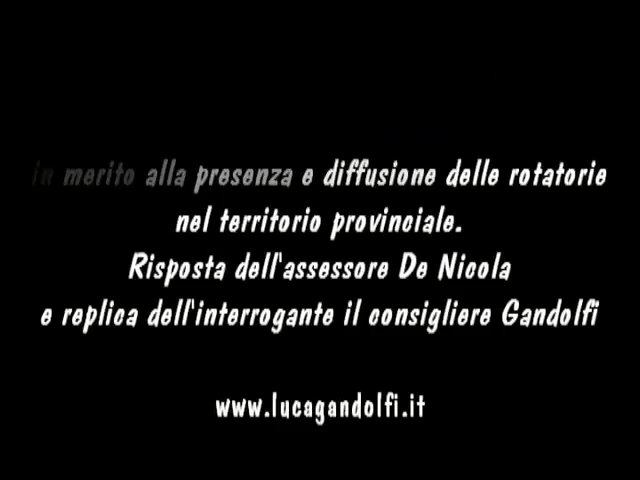 in merito alla presenza e diffusione delle rotatorie
nel territorio provinciale.
Risposta dell'assessore De Nicola
e replica dell'interrogante il consigliere Gandolfi
www.lucagandolfi.it